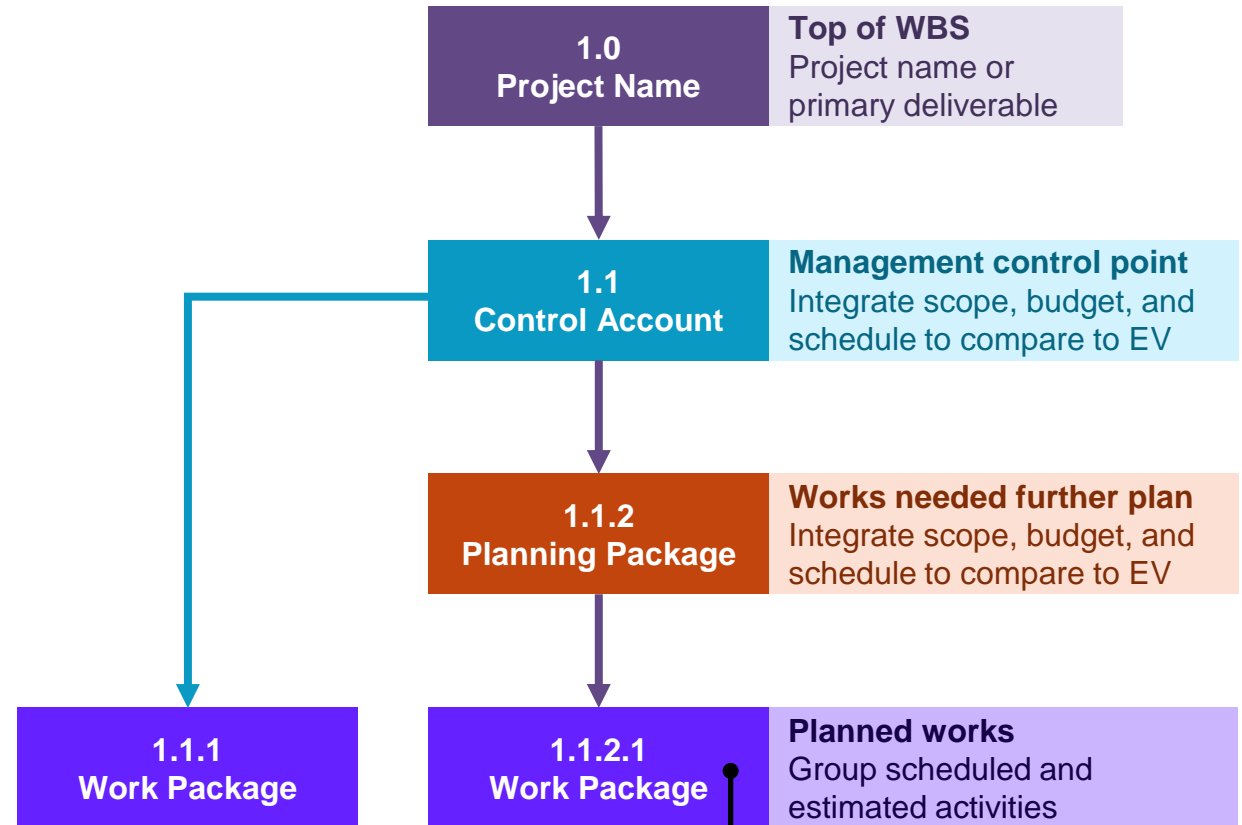 1.0
Project Name
Top of WBS
Project name or
primary deliverable
1.1
Control Account
Management control point
Integrate scope, budget, and
schedule to compare to EV
1.1.2
Planning Package
Works needed further plan
Integrate scope, budget, and
schedule to compare to EV
1.1.1
Work Package
1.1.2.1
Work Package
Planned works
Group scheduled and
estimated activities